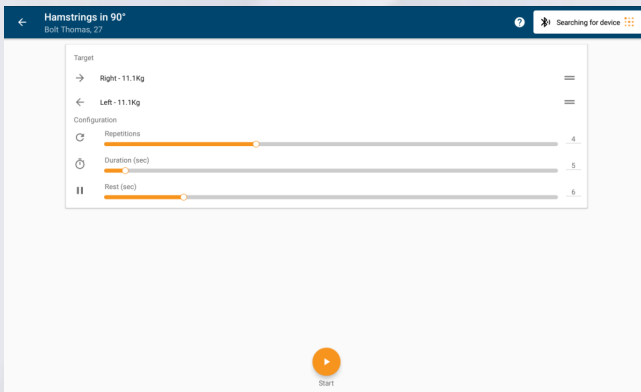 Hamstrings in 90°
Bolt Thomas, 27
Searching for device
Target
Right - 11.1Kg
Left - 11.1Kg
Configuration
Repetitions
4
Duration (sec)
5
Rest (sec)
6
Start